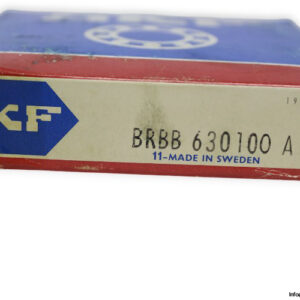 19
KF
BRBB 630100 A
11-MADE IN SWEDEN